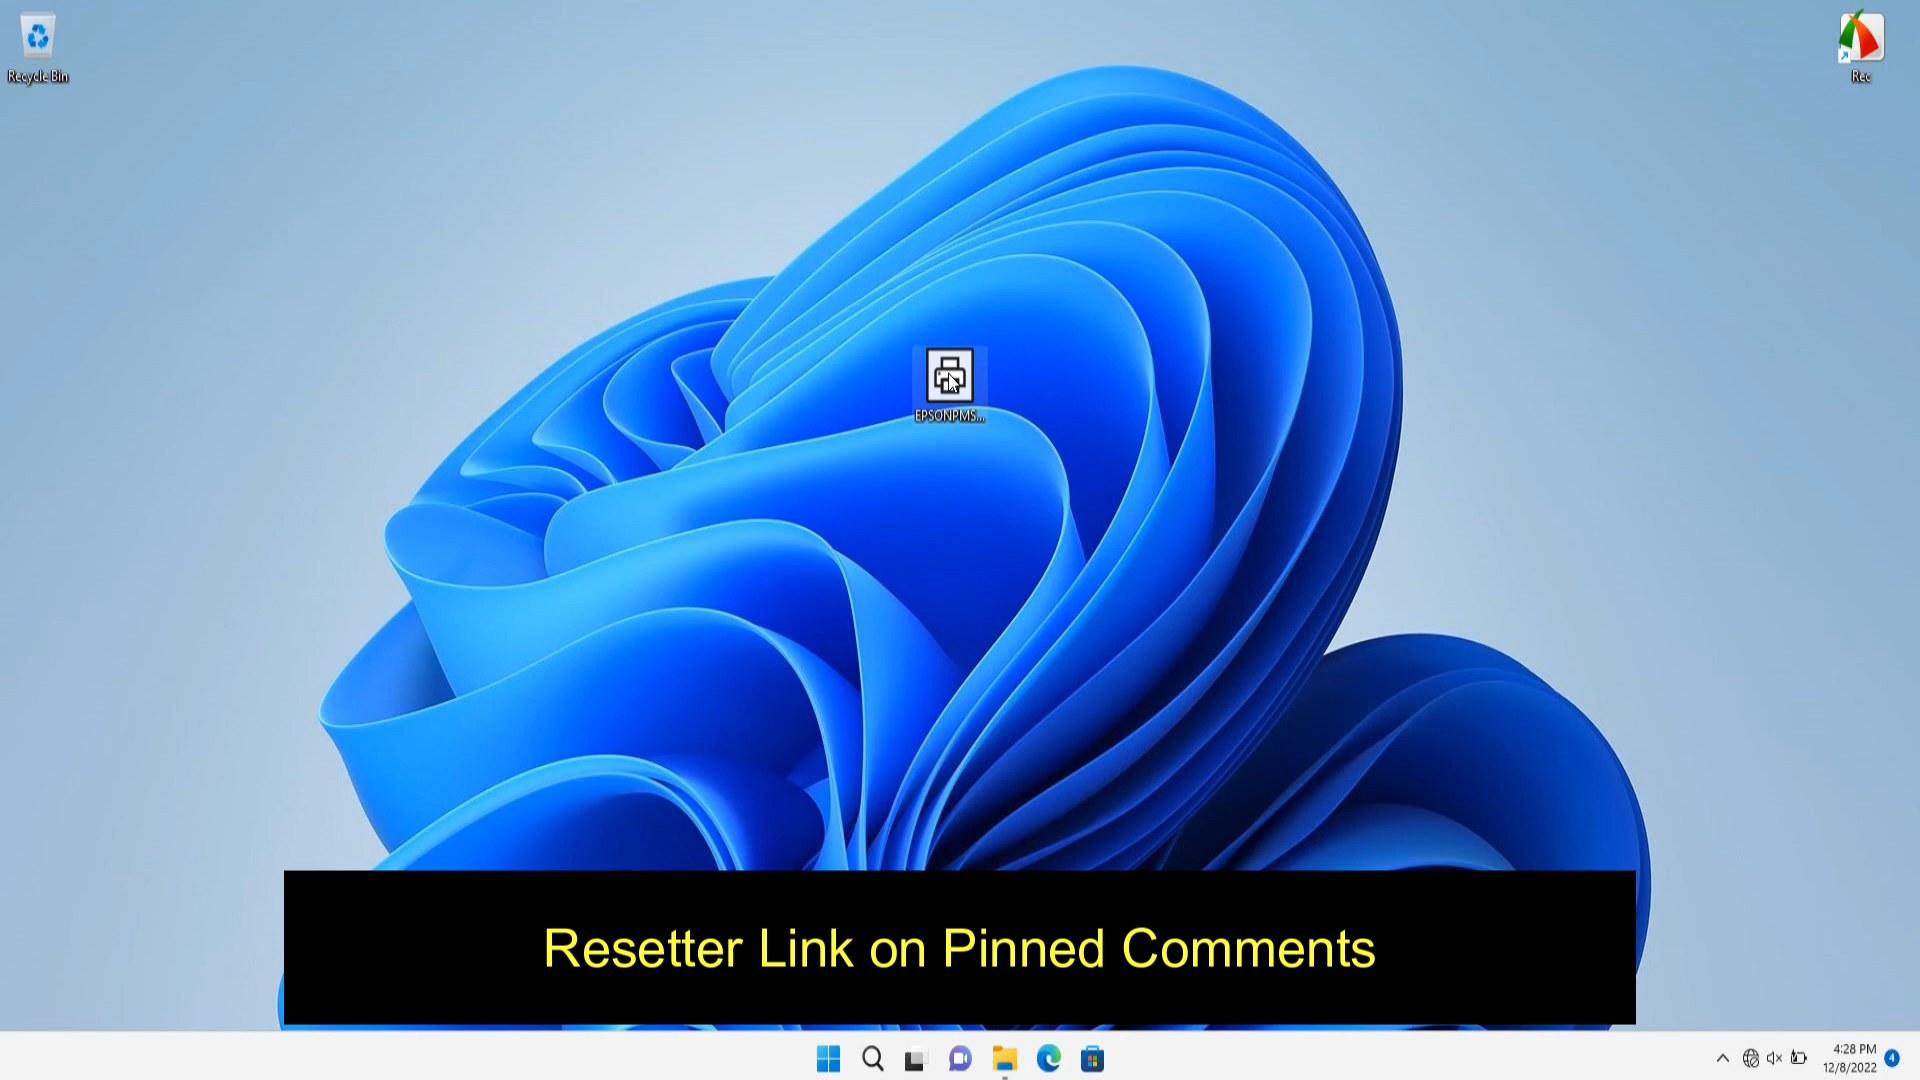 Recycle Bin
Rec
EPSONPMS...
Resetter Link on Pinned Comments
4:28 PM
12/8/2022
4